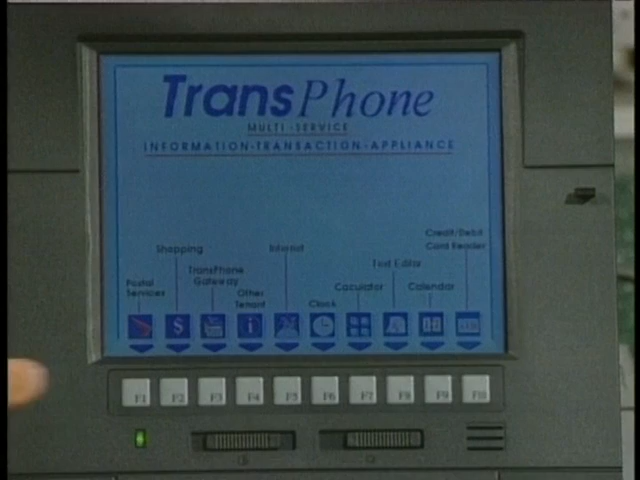 TransPhone
MULTI-SERVICE
INFORMATION-TRANSACTION-APPLIANCE
Credit/Debit
Card Reader
Shopping
Internet
Text Editor
TransPhone
Gateway
Postal
Services
Other
Tenant
Clock
Caculator
Calendar
$
i
F1 F2 F3 F4 F5 F6 F7 F8 F9 F10